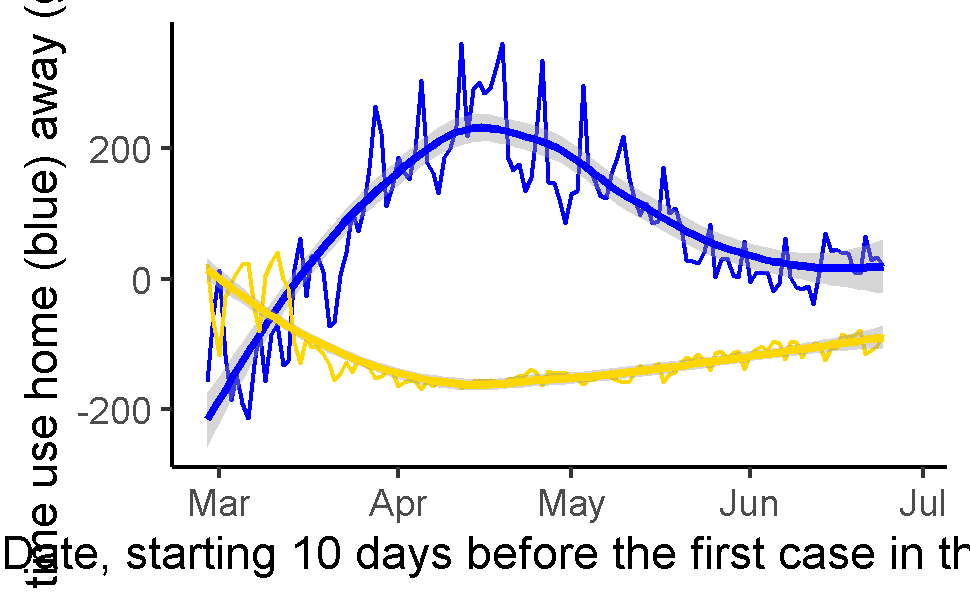 time use home (blue) away (
200
0
-200
Mar Apr May Jun Jul
Date, starting 10 days before the first case in th